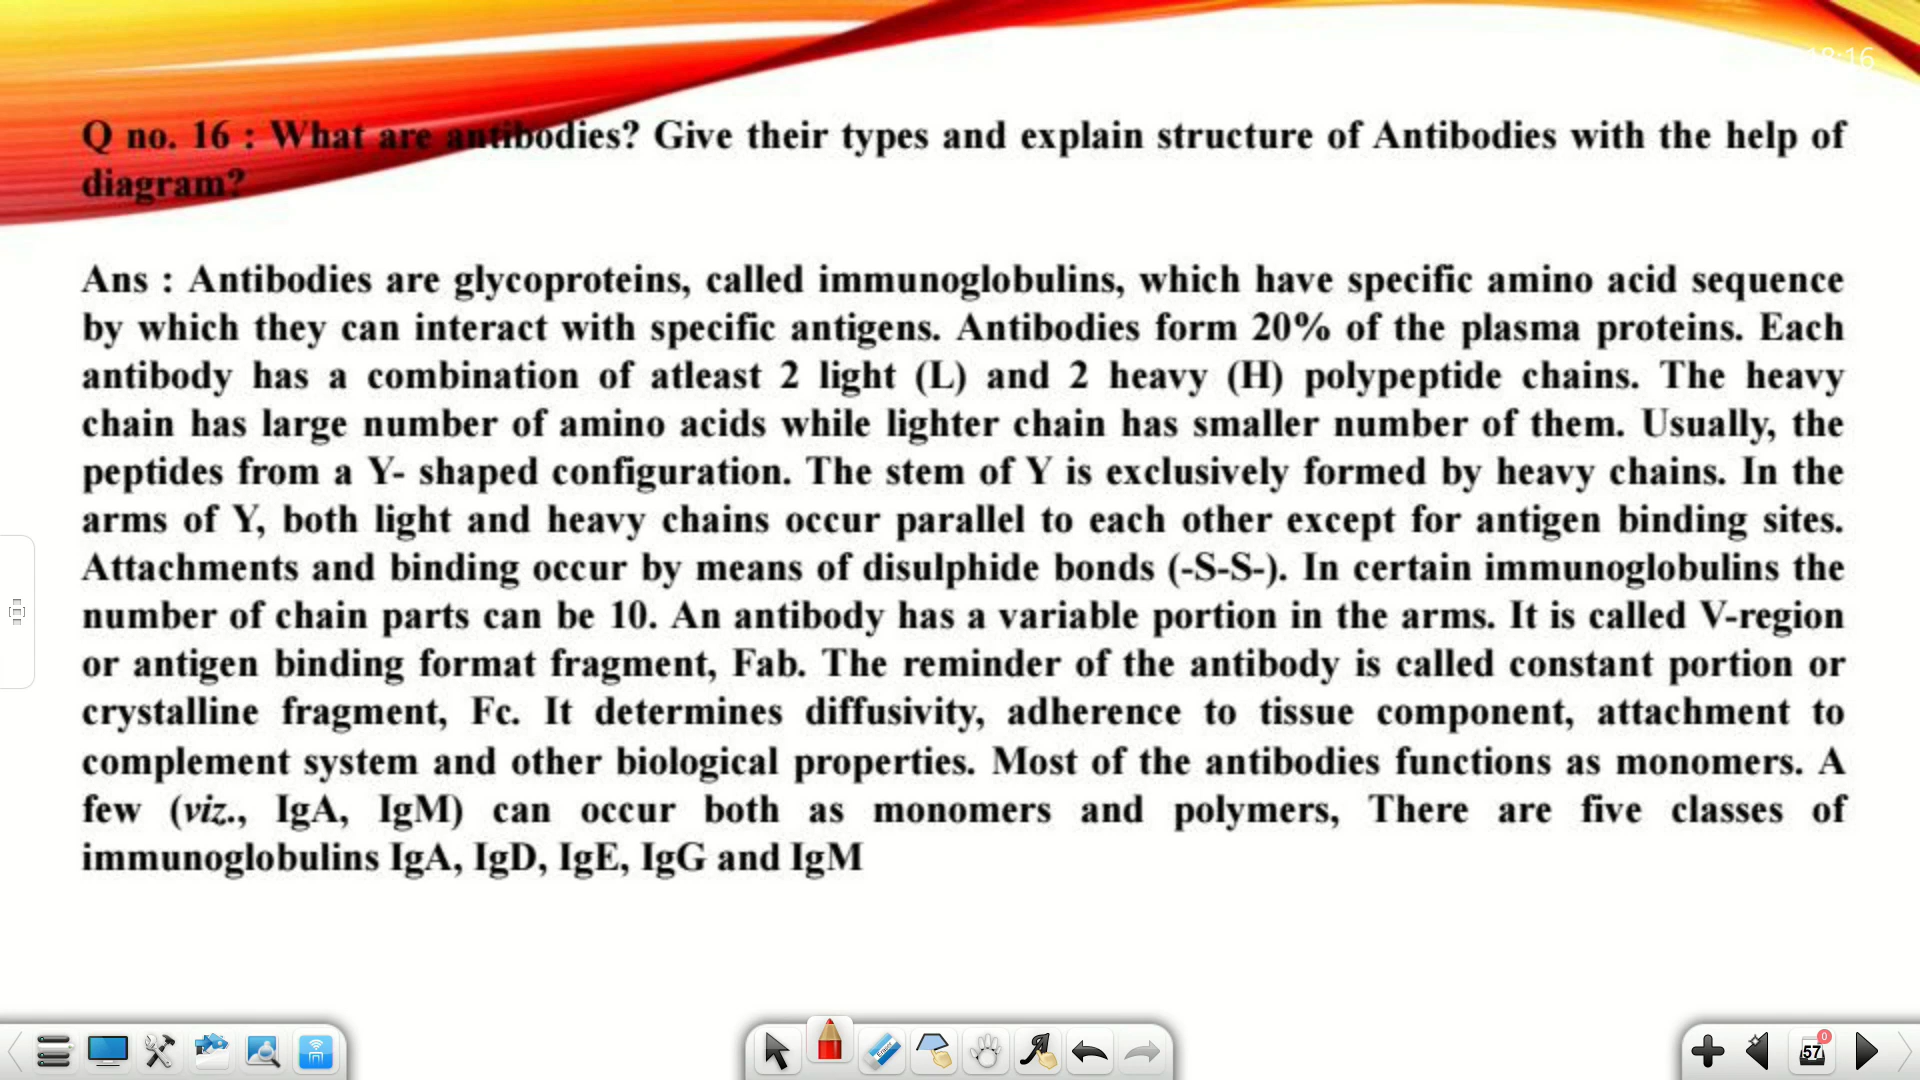 18:16
Q no. 16 : What are antibodies? Give their types and explain structure of Antibodies with the help of
diagram?
Ans : Antibodies are glycoproteins, called immunoglobulins, which have specific amino acid sequence
by which they can interact with specific antigens. Antibodies form 20% of the plasma proteins. Each
antibody has a combination of atleast 2 light (L) and 2 heavy (H) polypeptide chains. The heavy
chain has large number of amino acids while lighter chain has smaller number of them. Usually, the
peptides from a Y- shaped configuration. The stem of Y is exclusively formed by heavy chains. In the
arms of Y, both light and heavy chains occur parallel to each other except for antigen binding sites.
Attachments and binding occur by means of disulphide bonds (-S-S-). In certain immunoglobulins the
number of chain parts can be 10. An antibody has a variable portion in the arms. It is called V-region
or antigen binding format fragment, Fab. The reminder of the antibody is called constant portion or
crystalline fragment, Fc. It determines diffusivity, adherence to tissue component, attachment to
complement system and other biological properties. Most of the antibodies functions as monomers. A
few (viz., IgA, IgM) can occur both as monomers and polymers, There are five classes of
immunoglobulins IgA, IgD, IgE, IgG and IgM
0
57